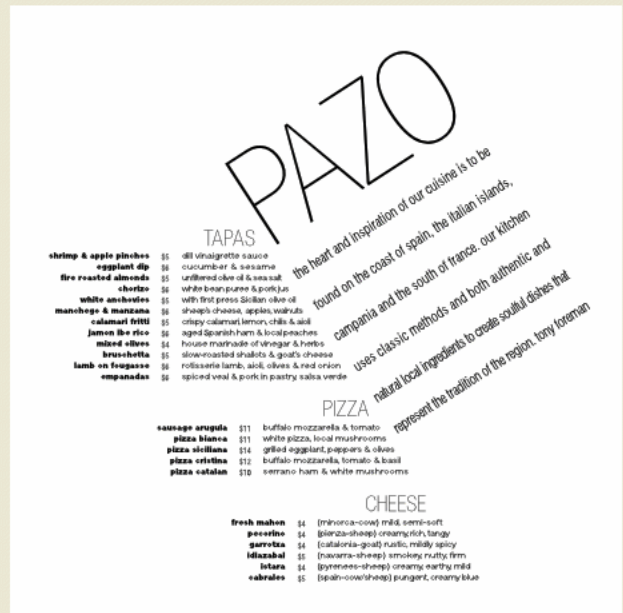 PAZO
the heart and inspiration of our cuisine is to be
found on the coast of spain, the italian islands,
campania and the south of france. our kitchen
uses classic methods and both authentic and
natural local ingredients to create soulful dishes that
represent the tradition of the region. tony foreman
TAPAS
shrimp & apple pinchos $5 dill vinaigrette sauce
eggplant dip $6 cucumber & sesame
fire roasted almonds $5 unfiltered olive oil & sea salt
chorizo $6 white bean puree & pork jus
white anchovies $5 with first press Sicilian olive oil
manchego & manzana $6 sheep's cheese, apples, walnuts
calamari fritti $5 crispy calamari, lemon, chilis & aioli
jamon ibe rico $6 aged Spanish ham & local peaches
mixed olives $4 house marinade of vinegar & herbs
bruschetta $5 slow-roasted shallots & goat's cheese
lamb on fougasse $6 rotisserie lamb, aioli, olives & red onion
empanadas $6 spiced veal & pork in pastry, salsa verde
PIZZA
sausage arugula $11 buffalo mozzarella & tomato
pizza bianca $11 white pizza, local mushrooms
pizza siciliana $14 grilled eggplant, peppers & olives
pizza cristina $12 buffalo mozzarella, tomato & basil
pizza catalan $10 serrano ham & white mushrooms
CHEESE
fresh mahon $4 (minorca-cow) mild, semi-soft
pecorino $4 (pienza-sheep) creamy, rich, tangy
garrotxa $4 (catalonia-goat) rustic, mildly spicy
idiazabal $5 (navarra-sheep) smokey, nutty, firm
istara $4 (pyrenees-sheep) creamy, earthy, mild
cabrales $5 (spain-cow/sheep) pungent, creamy blue